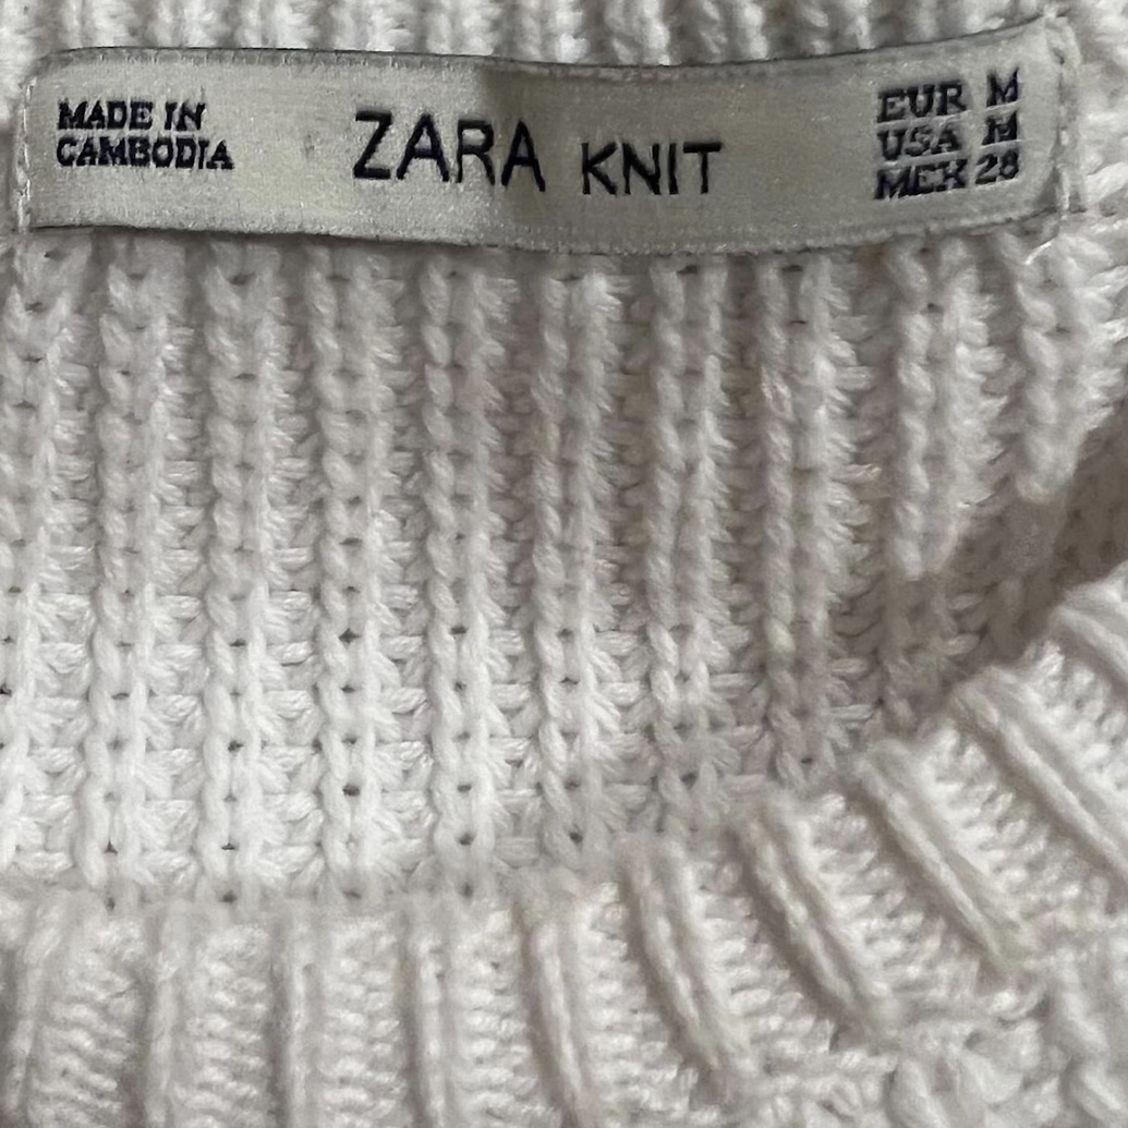 MADE IN
CAMBODIA
ZARA KNIT
EUR M
USA M
MEX 28